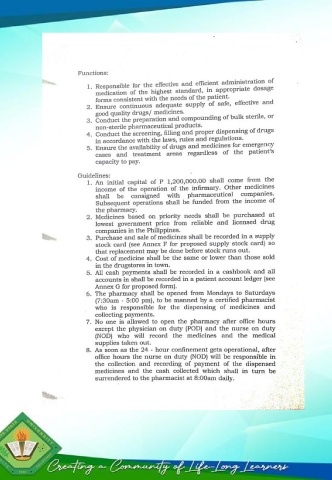 Functions:
1. Responsible for the effective and efficient administration of
medication of the highest standard, in appropriate dosage
forms consistent with the needs of the patient.
2. Ensure continuous adequate supply of safe, effective and
good quality drugs/ medicines.
3. Conduct the preparation and compounding of bulk sterile, or
non-sterile pharmaceutical products.
4. Conduct the screening, filling and proper dispensing of drugs
in accordance with the laws, rules and regulations.
5. Ensure the availability of drugs and medicines for emergency
cases and treatment areas regardless of the patient's
capacity to pay.
Guidelines:
1. An initial capital of P 1,200,000.00 shall come from the
income of the operation of the infirmary. Other medicines
shall be consigned with pharmaceutical companies.
Subsequent operations shall be funded from the income of
the pharmacy.
2. Medicines based on priority needs shall be purchased at
lowest government price from reliable and licensed drug
companies in the Philippines.
3. Purchase and sale of medicines shall be recorded in a supply
stock card (see Annex F for proposed supply stock card) so
that replacement may be done before stock runs out.
4. Cost of medicine shall be the same or lower than those sold
in the drugstores in town.
5. All cash payments shall be recorded in a cashbook and all
accounts in shall be recorded in a patient account ledger (see
Annex G for proposed form).
6. The pharmacy shall be opened from Mondays to Saturdays
(7:30am - 5:00 pm), to be manned by a certified pharmacist
who is responsible for the dispensing of medicines and
collecting payments.
7. No one is allowed to open the pharmacy after office hours
except the physician on duty (POD) and the nurse on duty
(NOD) who will record the medicines and the medical
supplies taken out.
8. As soon as the 24 - hour confinement gets operational, after
office hours the nurse on duty (NOD) will be responsible in
the collection and recording of payment of the dispensed
medicines and the cash collected which shall in turn be
surrendered to the pharmacist at 8:00am daily.
Creating a Community of Life-Long Learners